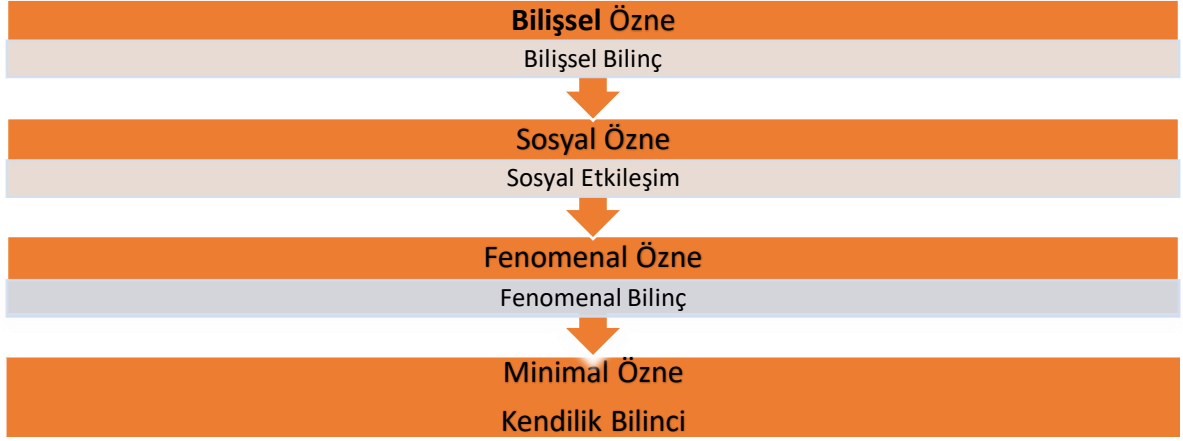 Bilişsel Özne
Bilişsel Bilinç
Sosyal Özne
Sosyal Etkileşim
Fenomenal Özne
Fenomenal Bilinç
Minimal Özne
Kendilik Bilinci